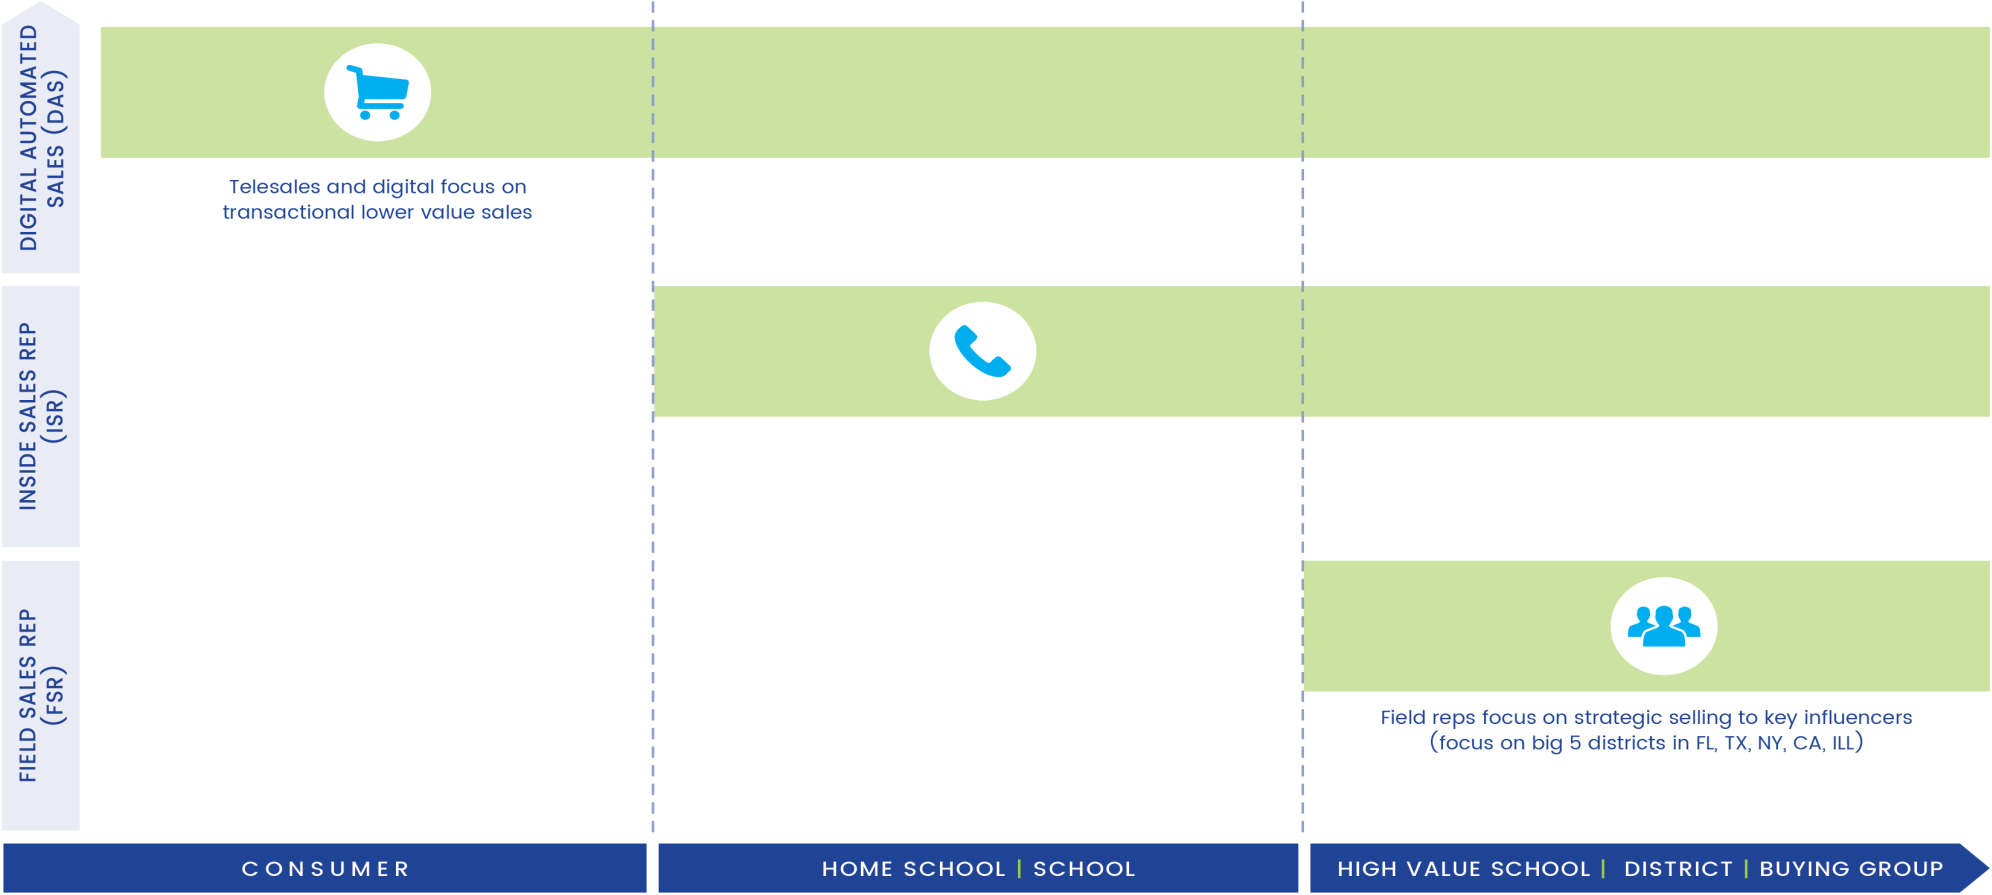 DIGITAL AUTOMATED
SALES (DAS)
Telesales and digital focus on
transactional lower value sales
INSIDE SALES REP
(ISR)
FIELD SALES REP
(FSR)
Field reps focus on strategic selling to key influencers
(focus on big 5 districts in FL, TX, NY, CA, ILL)
CONSUMER
HOME SCHOOL | SCHOOL
HIGH VALUE SCHOOL | DISTRICT | BUYING GROUP